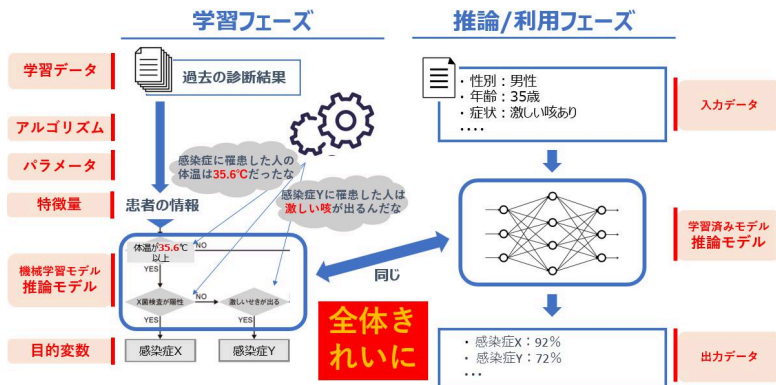 学習フェーズ
推論/利用フェーズ
学習データ
過去の診断結果
アルゴリズム
パラメータ
感染症に罹患した人の
体温は35.6℃だったな
特徴量
患者の情報
感染症Yに罹患した人は
激しい咳が出るんだな
機械学習モデル
推論モデル
体温が35.6℃
以上
NO
YES
X菌検査が陽性
NO
激しいせきが出る
YES
YES
目的変数
感染症X
感染症Y
同じ
全体き
れいに
・性別：男性
・年齢：35歳
・症状：激しい咳あり
・・・・
入力データ
学習済みモデル
推論モデル
・感染症X：92%
・感染症Y：72%
・・・
出力データ